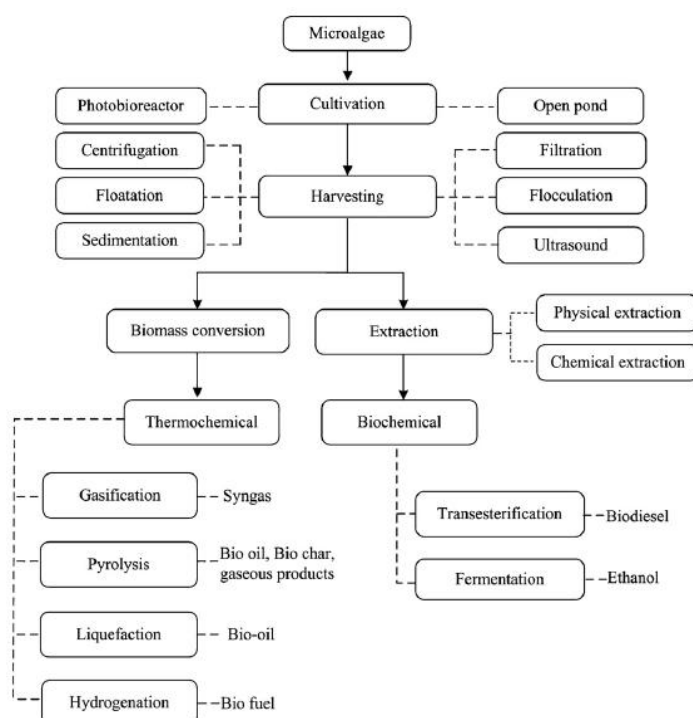 Microalgae
Photobioreactor
Cultivation
Open pond
Centrifugation
Filtration
Floatation
Harvesting
Flocculation
Sedimentation
Ultrasound
Biomass conversion
Extraction
Physical extraction
Chemical extraction
Thermochemical
Biochemical
Gasification
Syngas
Transesterification
Biodiesel
Pyrolysis
Bio oil, Bio char,
gaseous products
Fermentation
Ethanol
Liquefaction
Bio-oil
Hydrogenation
Bio fuel